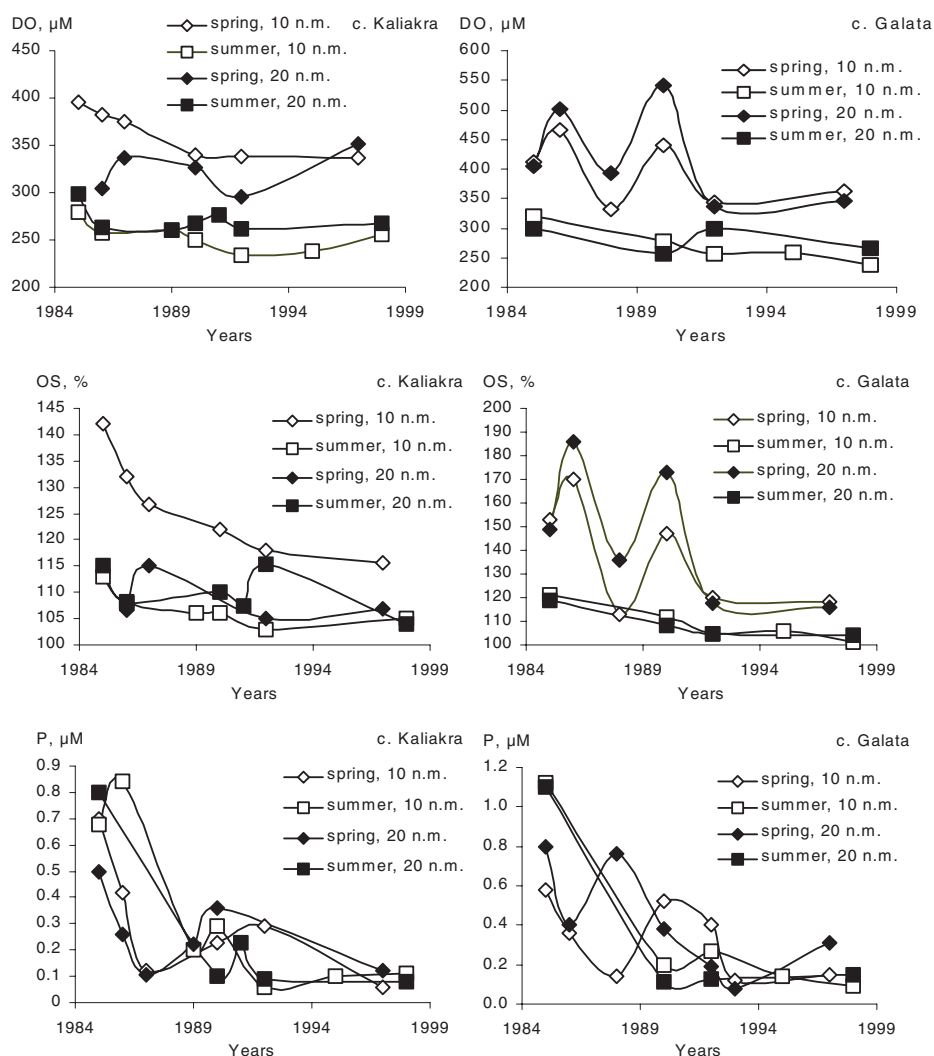 DO, µM
c. Kaliakra
spring, 10 n.m.
summer, 10 n.m.
spring, 20 n.m.
summer, 20 n.m.
450
400
350
300
250
200
1984 1989 1994 1999
Years
DO, µM
c. Galata
spring, 10 n.m.
summer, 10 n.m.
spring, 20 n.m.
summer, 20 n.m.
600
550
500
450
400
350
300
250
200
1984 1989 1994 1999
Years
OS, %
c. Kaliakra
spring, 10 n.m.
summer, 10 n.m.
spring, 20 n.m.
summer, 20 n.m.
145
140
135
130
125
120
115
110
105
100
1984 1989 1994 1999
Years
OS, %
c. Galata
spring, 10 n.m.
summer, 10 n.m.
spring, 20 n.m.
summer, 20 n.m.
200
190
180
170
160
150
140
130
120
110
100
1984 1989 1994 1999
Years
P, µM
c. Kaliakra
spring, 10 n.m.
summer, 10 n.m.
spring, 20 n.m.
summer, 20 n.m.
0.9
0.8
0.7
0.6
0.5
0.4
0.3
0.2
0.1
0
1984 1989 1994 1999
Years
P, µM
c. Galata
spring, 10 n.m.
summer, 10 n.m.
spring, 20 n.m.
summer, 20 n.m.
1.2
1.0
0.8
0.6
0.4
0.2
0.0
1984 1989 1994 1999
Years